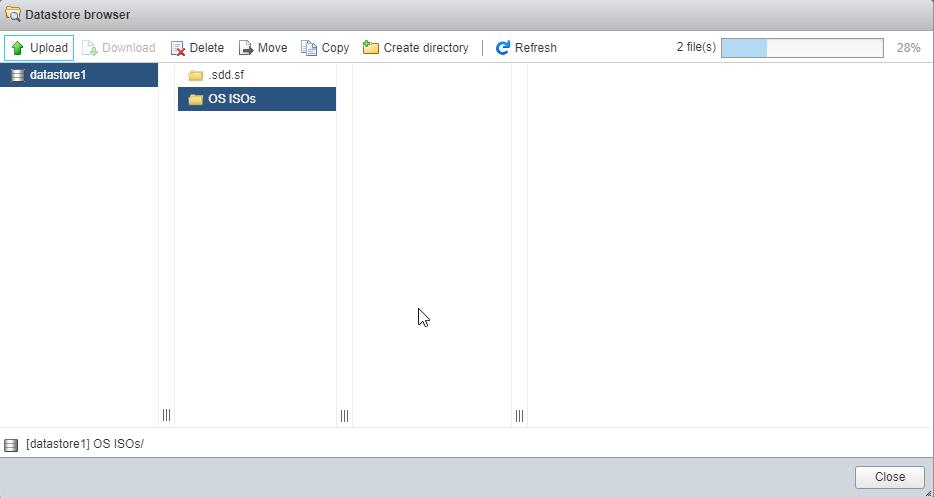 Datastore browser
Upload Download Delete Move Copy Create directory Refresh 2 file(s) 28%
datastore1 .sdd.sf
OS ISOs
[datastore1] OS ISOs/
Close